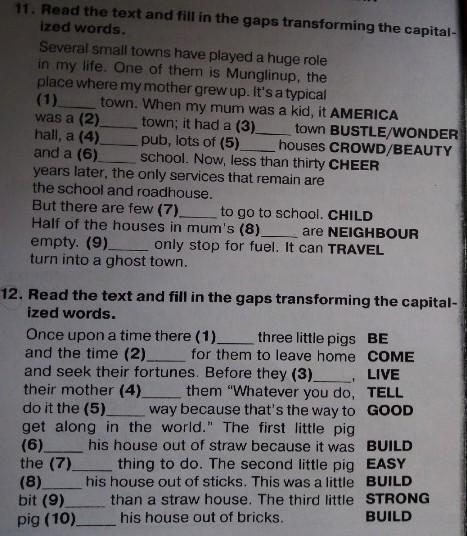 11. Read the text and fill in the gaps transforming the capital-
ized words.
Several small towns have played a huge role
in my life. One of them is Munglinup, the
place where my mother grew up. It's a typical
(1)_____ town. When my mum was a kid, it AMERICA
was a (2)_____ town; it had a (3)_____ town BUSTLE/WONDER
hall, a (4)_____ pub, lots of (5)_____ houses CROWD/BEAUTY
and a (6)_____ school. Now, less than thirty CHEER
years later, the only services that remain are
the school and roadhouse.
But there are few (7)_____ to go to school. CHILD
Half of the houses in mum's (8)_____ are NEIGHBOUR
empty. (9)_____ only stop for fuel. It can TRAVEL
turn into a ghost town.
12. Read the text and fill in the gaps transforming the capital-
ized words.
Once upon a time there (1)_____ three little pigs BE
and the time (2)_____ for them to leave home COME
and seek their fortunes. Before they (3)_____, LIVE
their mother (4)_____ them "Whatever you do, TELL
do it the (5)_____ way because that's the way to GOOD
get along in the world." The first little pig
(6)_____ his house out of straw because it was BUILD
the (7)_____ thing to do. The second little pig EASY
(8)_____ his house out of sticks. This was a little BUILD
bit (9)_____ than a straw house. The third little STRONG
pig (10)_____ his house out of bricks. BUILD